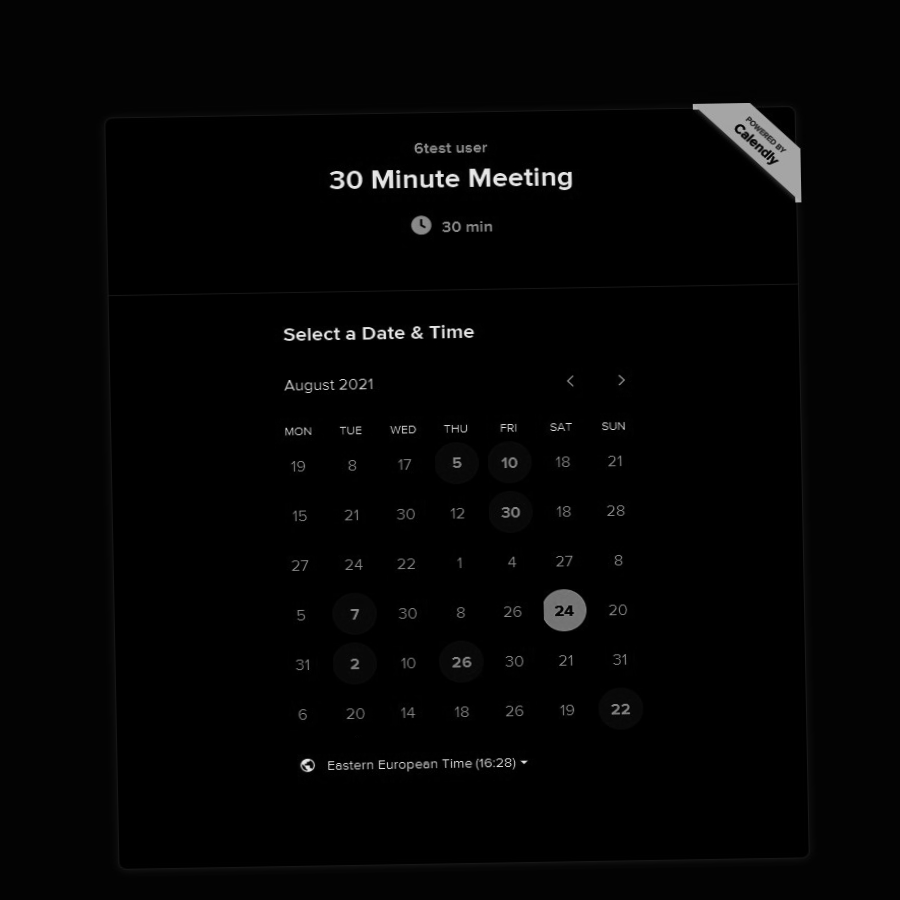 POWERED BY
Calendly
6test user
30 Minute Meeting
30 min
Select a Date & Time
August 2021
MON TUE WED THU FRI SAT SUN
19 8 17 5 10 18 21
15 21 30 12 30 18 28
27 24 22 1 4 27 8
5 7 30 8 26 24 20
31 2 10 26 30 21 31
6 20 14 18 26 19 22
Eastern European Time (16:28)